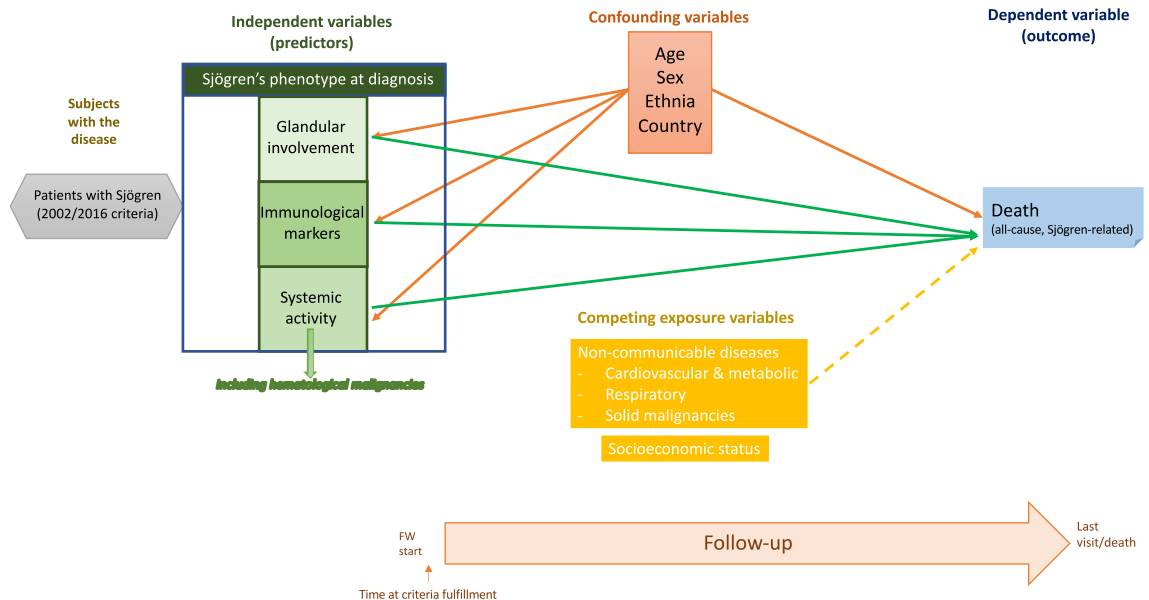 Independent variables
(predictors)
Confounding variables
Dependent variable
(outcome)
Subjects
with the
disease
Patients with Sjögren
(2002/2016 criteria)
Sjögren’s phenotype at diagnosis
Glandular
involvement
Immunological
markers
Systemic
activity
Including hematological malignancies
Age
Sex
Ethnia
Country
Death
(all-cause, Sjögren-related)
Competing exposure variables
Non-communicable diseases
- Cardiovascular & metabolic
- Respiratory
- Solid malignancies
Socioeconomic status
FW
start
Follow-up
Last
visit/death
Time at criteria fulfillment